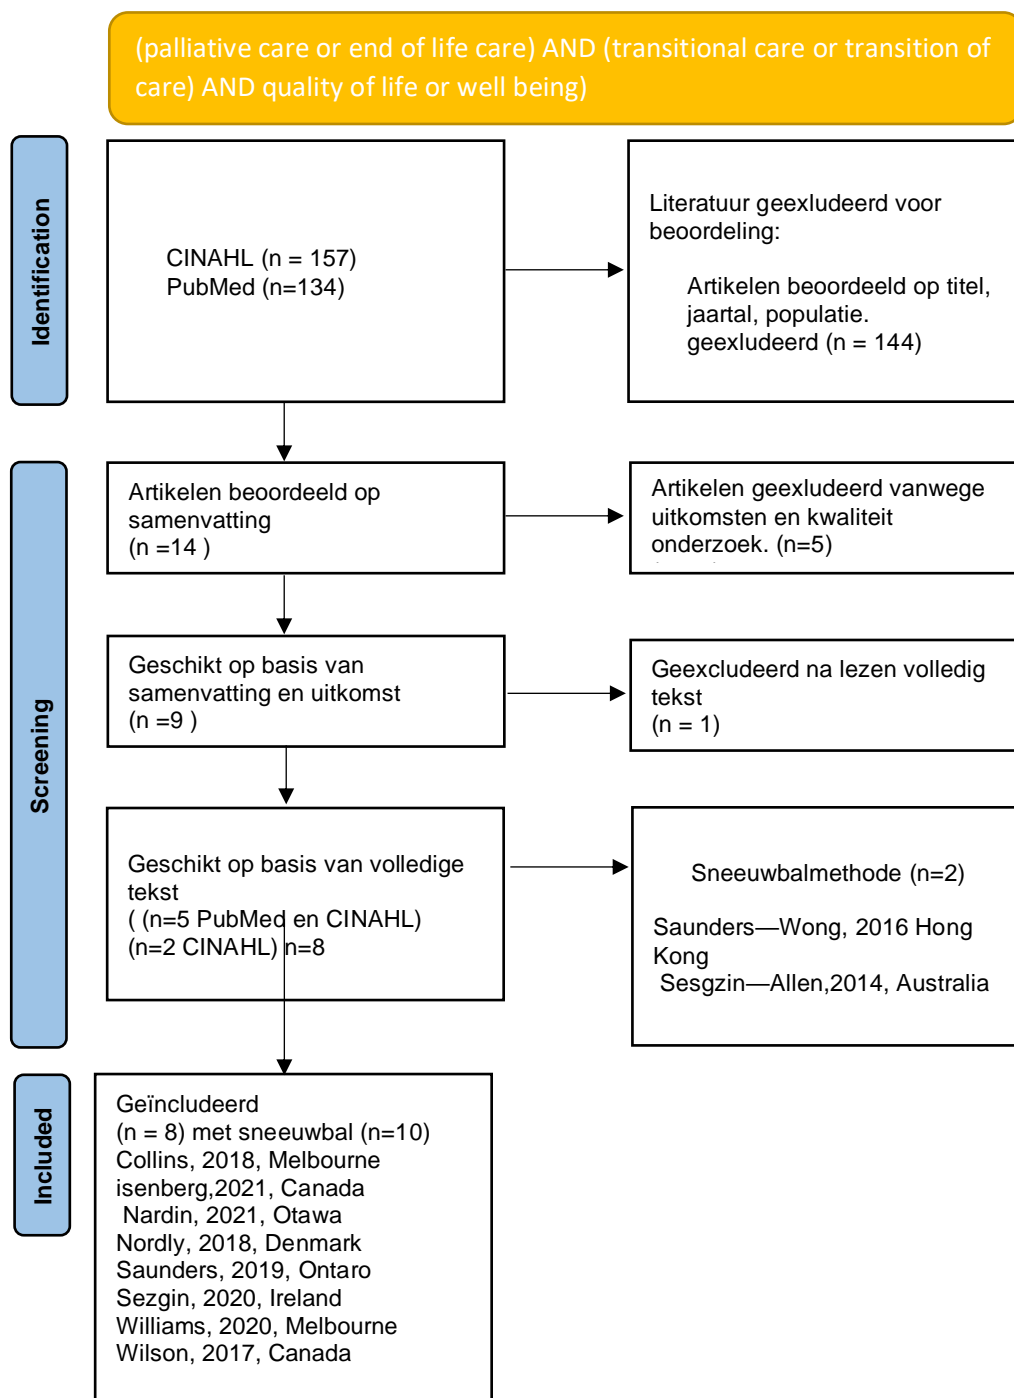 (palliative care or end of life care) AND (transitional care or transition of
care) AND quality of life or well being)
Identification
CINAHL (n = 157)
PubMed (n=134)
Literatuur geexludeerd voor
beoordeling:
Artikelen beoordeeld op titel,
jaartal, populatie.
geexludeerd (n = 144)
Screening
Artikelen beoordeeld op
samenvatting
(n =14 )
Artikelen geexludeerd vanwege
uitkomsten en kwaliteit
onderzoek. (n=5)
Geschikt op basis van
samenvatting en uitkomst
(n =9 )
Geexcludeerd na lezen volledig
tekst
(n = 1)
Geschikt op basis van volledige
tekst
( (n=5 PubMed en CINAHL)
(n=2 CINAHL) n=8
Sneeuwbalmethode (n=2)
Saunders—Wong, 2016 Hong
Kong
Sesgzin—Allen,2014, Australia
Included
Geïncludeerd
(n = 8) met sneeuwbal (n=10)
Collins, 2018, Melbourne
isenberg,2021, Canada
Nardin, 2021, Otawa
Nordly, 2018, Denmark
Saunders, 2019, Ontaro
Sezgin, 2020, Ireland
Williams, 2020, Melbourne
Wilson, 2017, Canada